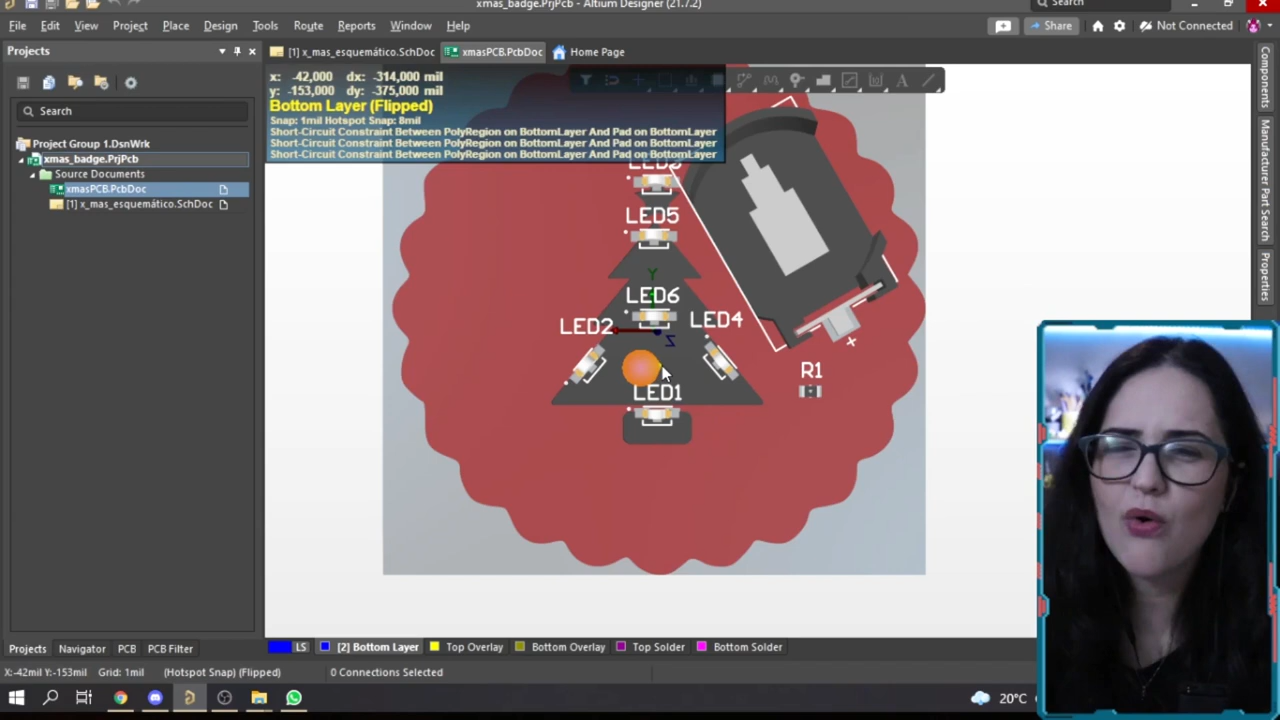 xmas_badge.PrjPcb - Altium Designer (21.7.2)
Search
File Edit View Project Place Design Tools Route Reports Window Help
Share
Not Connected
Projects
[1] x_mas_esquemático.SchDoc
xmasPCB.PcbDoc
Home Page
Search
Project Group 1.DsnWrk
xmas_badge.PrjPcb
Source Documents
xmasPCB.PcbDoc
[1] x_mas_esquemático.SchDoc
x: -42,000 dx: -314,000 mil
y: -153,000 dy: -375,000 mil
Bottom Layer (Flipped)
Snap: 1mil Hotspot Snap: 8mil
Short-Circuit Constraint Between PolyRegion on BottomLayer And Pad on BottomLayer
Short-Circuit Constraint Between PolyRegion on BottomLayer And Pad on BottomLayer
Short-Circuit Constraint Between PolyRegion on BottomLayer And Pad on BottomLayer
LED3
LED5
Y
LED6
LED2
LED4
Z
+
R1
LED1
Components
Manufacturer Part Search
Properties
Projects Navigator PCB PCB Filter
LS
[2] Bottom Layer
Top Overlay
Bottom Overlay
Top Solder
Bottom Solder
X:-42mil Y:-153mil Grid: 1mil (Hotspot Snap) (Flipped) 0 Connections Selected
20°C